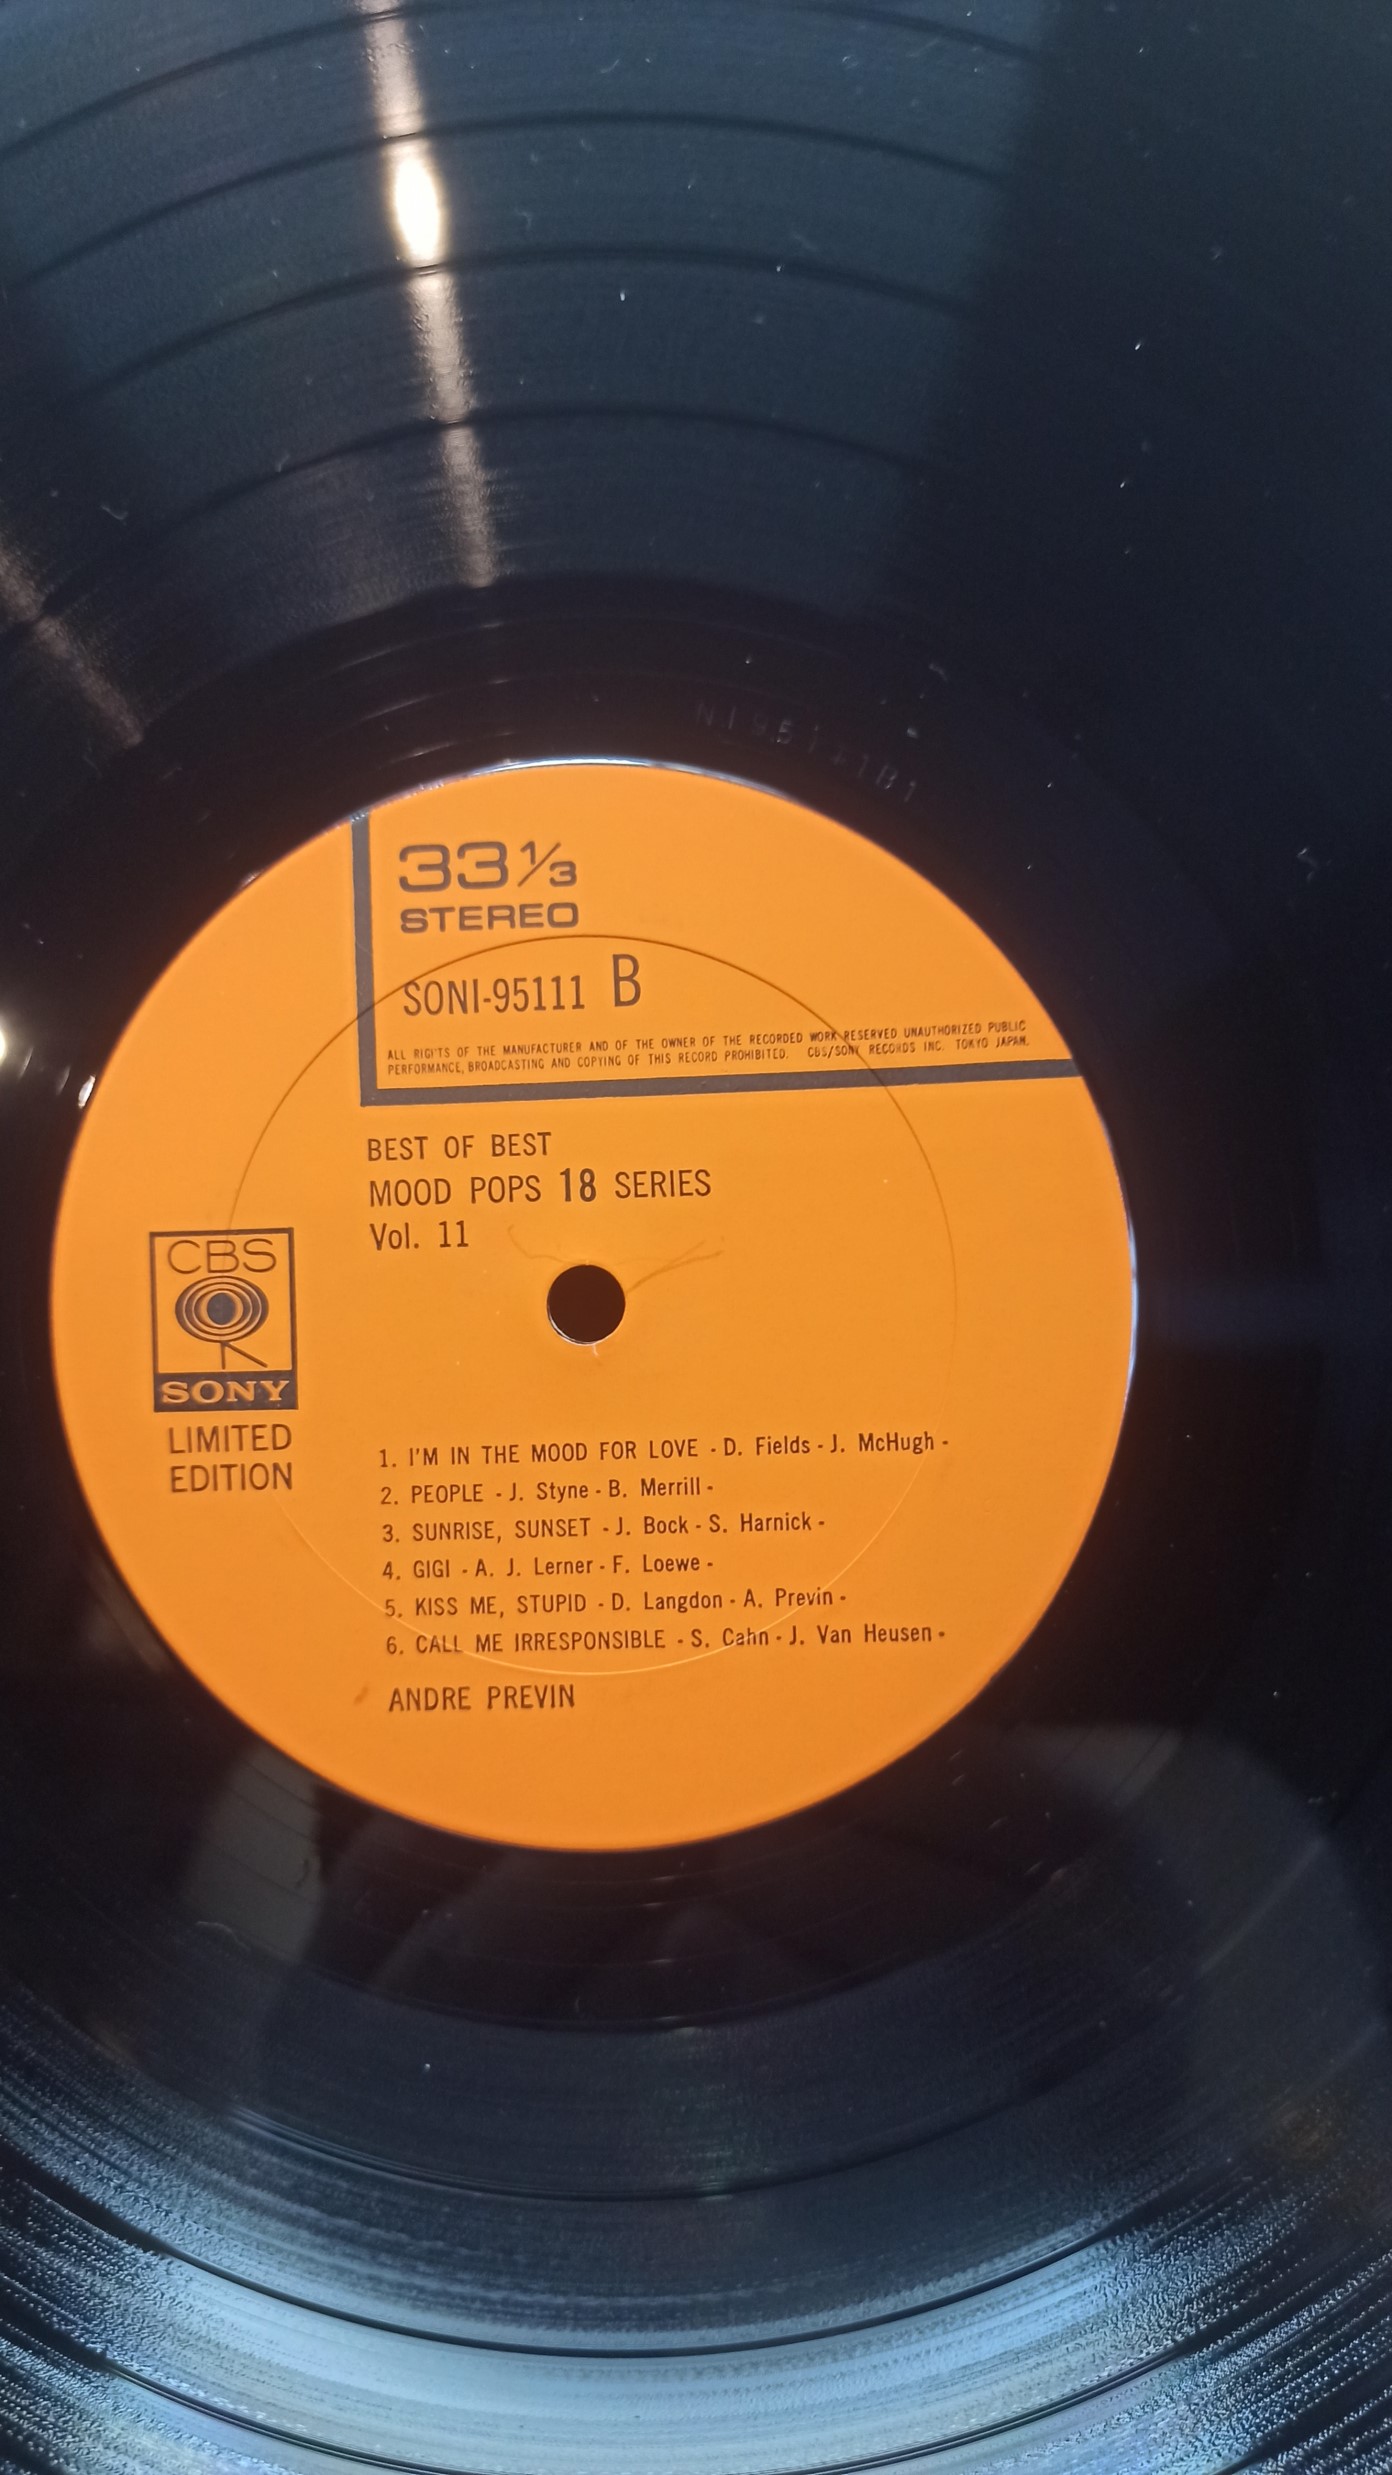 33 1/3
STEREO
SONI-95111 B
ALL RIGI'TS OF THE MANUFACTURER AND OF THE OWNER OF THE RECORDED WORK RESERVED UNAUTHORIZED PUBLIC
PERFORMANCE, BROADCASTING AND COPYING OF THIS RECORD PROHIBITED. CBS/SONY RECORDS INC. TOKYO JAPAN.
BEST OF BEST
MOOD POPS 18 SERIES
Vol. 11
CBS
SONY
LIMITED
EDITION
1. I'M IN THE MOOD FOR LOVE - D. Fields - J. McHugh -
2. PEOPLE - J. Styne - B. Merrill -
3. SUNRISE, SUNSET - J. Bock - S. Harnick -
4. GIGI - A. J. Lerner - F. Loewe -
5. KISS ME, STUPID - D. Langdon - A. Previn -
6. CALL ME IRRESPONSIBLE - S. Cahn - J. Van Heusen -
ANDRE PREVIN